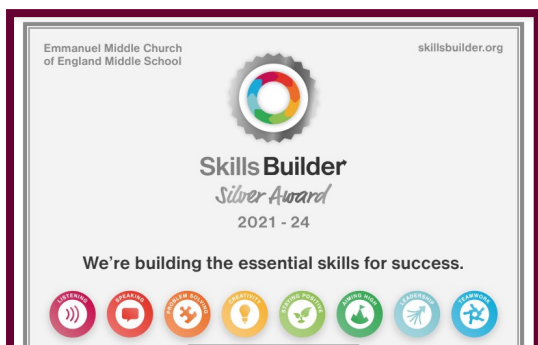 Emmanuel Middle Church
of England Middle School
skillsbuilder.org
Skills Builder
Silver Award
2021 - 24
We're building the essential skills for success.
LISTENING
SPEAKING
PROBLEM SOLVING
CREATIVITY
STAYING POSITIVE
AIMING HIGH
LEADERSHIP
TEAMWORK